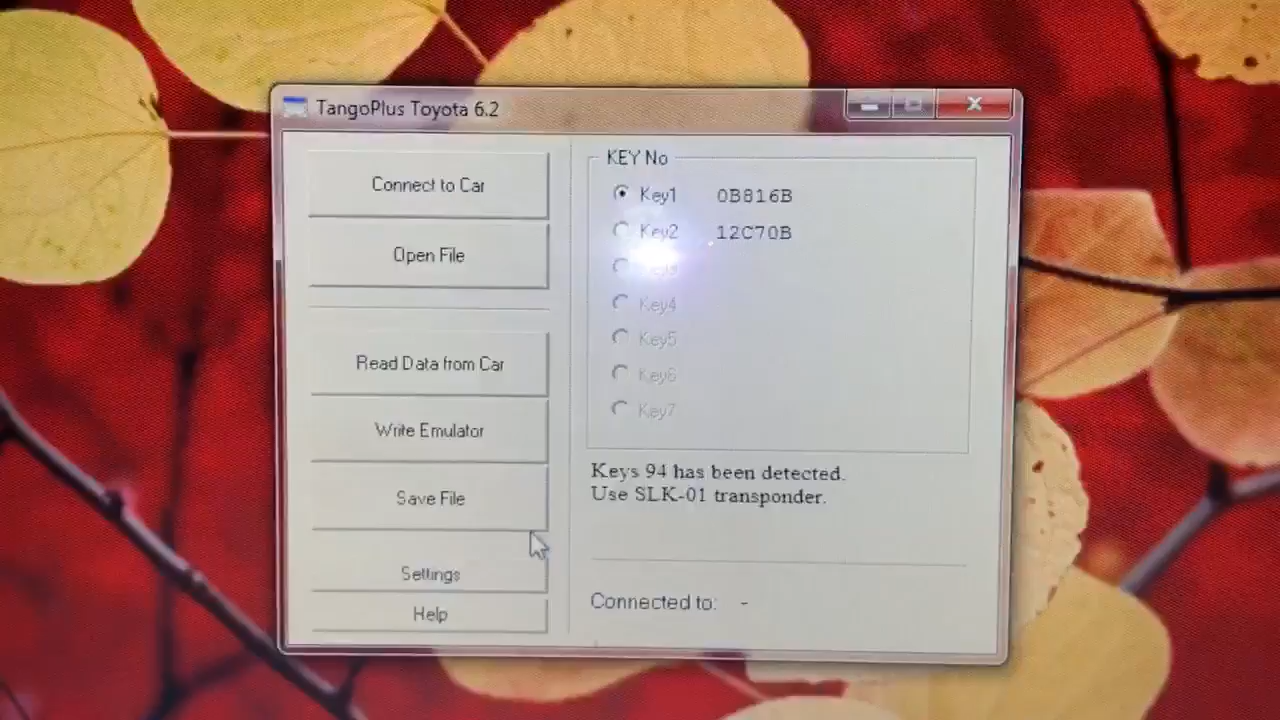 TangoPlus Toyota 6.2
Connect to Car
Open File
Read Data from Car
Write Emulator
Save File
Settings
Help
KEY No
Key1 0B816B
Key2 12C70B
Key3
Key4
Key5
Key6
Key7
Keys 94 has been detected.
Use SLK-01 transponder.
Connected to: -